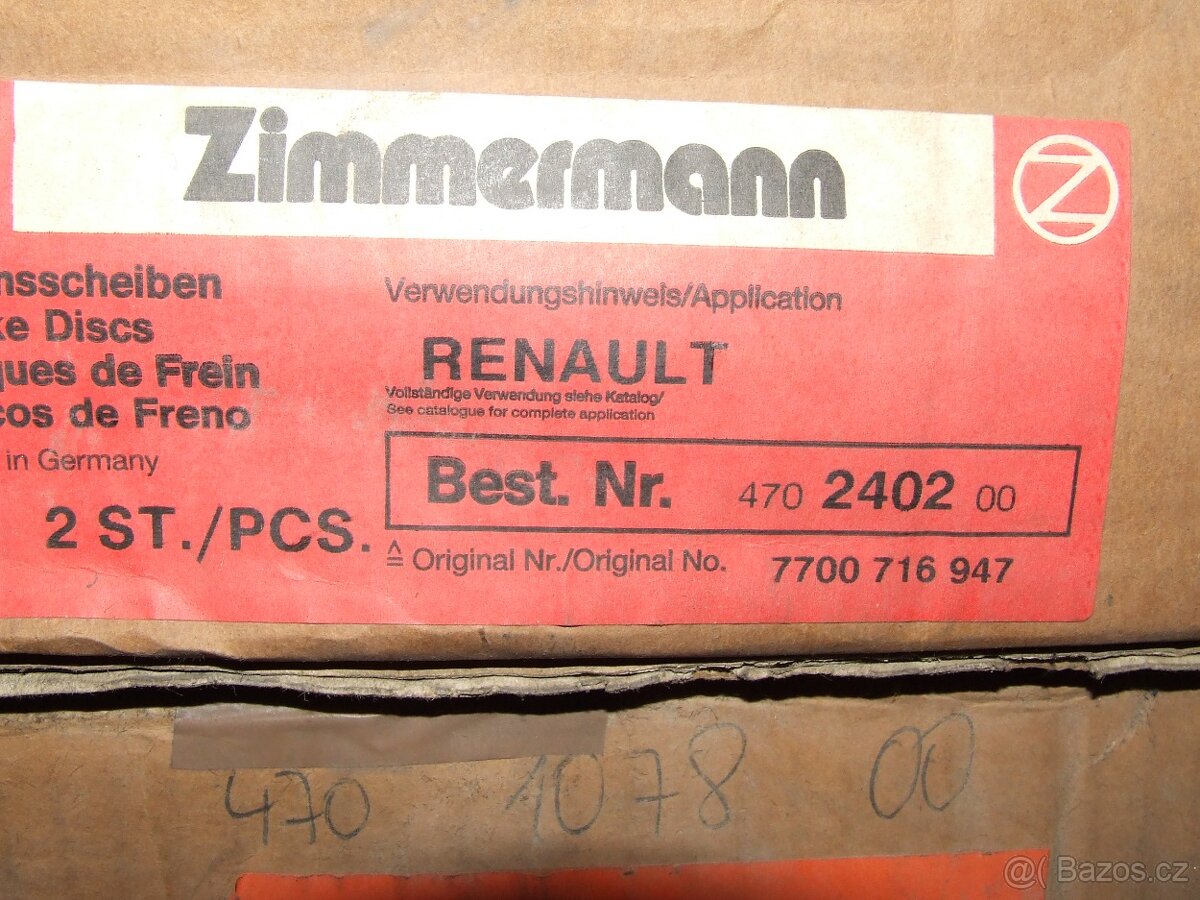 Zimmermann
Z
nsscheiben
ke Discs
ques de Frein
cos de Freno
in Germany
2 ST./PCS.
Verwendungshinweis/Application
RENAULT
Vollständige Verwendung siehe Katalog/
See catalogue for complete application
Best. Nr. 470 2402 00
≙ Original Nr./Original No. 7700 716 947
470 1078 00
@( Bazos.cz